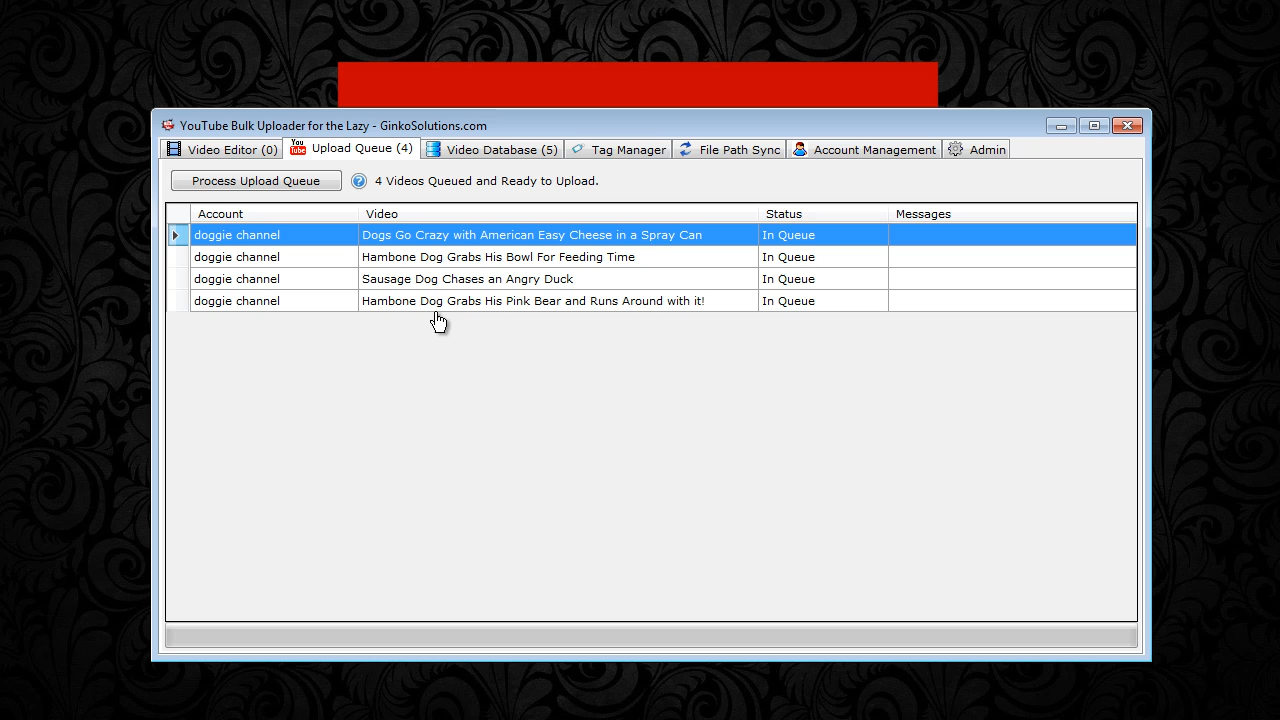 YouTube Bulk Uploader for the Lazy - GinkoSolutions.com
Video Editor (0) You Tube Upload Queue (4) Video Database (5) Tag Manager File Path Sync Account Management Admin
Process Upload Queue ? 4 Videos Queued and Ready to Upload.
Account Video Status Messages
doggie channel Dogs Go Crazy with American Easy Cheese in a Spray Can In Queue
doggie channel Hambone Dog Grabs His Bowl For Feeding Time In Queue
doggie channel Sausage Dog Chases an Angry Duck In Queue
doggie channel Hambone Dog Grabs His Pink Bear and Runs Around with it! In Queue